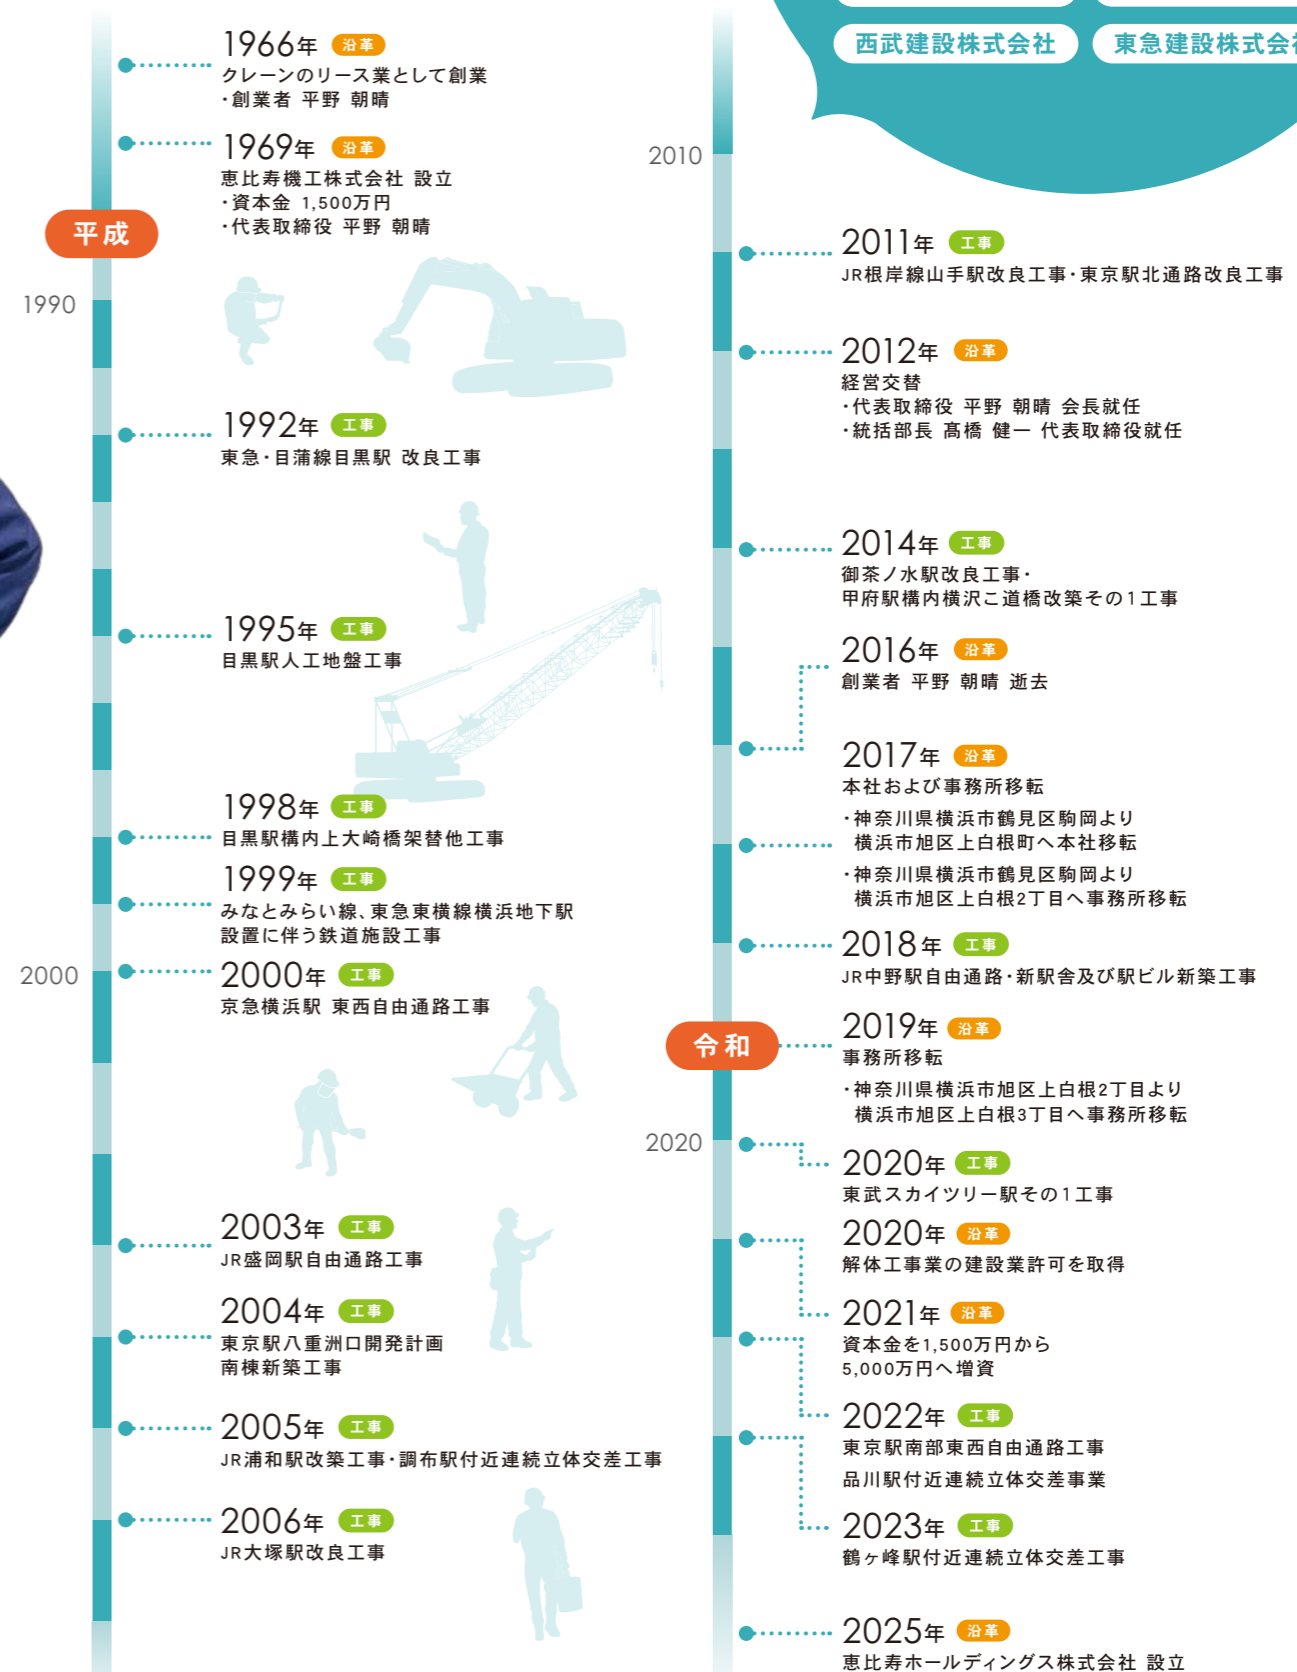 1966年 沿革
クレーンのリース業として創業
・創業者 平野 朝晴
1969年 沿革
恵比寿機工株式会社 設立
・資本金 1,500万円
・代表取締役 平野 朝晴
平成
1990
1992年 工事
東急・目蒲線目黒駅 改良工事
1995年 工事
目黒駅人工地盤工事
1998年 工事
目黒駅構内上大崎橋架替他工事
1999年 工事
みなとみらい線、東急東横線横浜地下駅
設置に伴う鉄道施設工事
2000
2000年 工事
京急横浜駅 東西自由通路工事
2003年 工事
JR盛岡駅自由通路工事
2004年 工事
東京駅八重洲口開発計画
南棟新築工事
2005年 工事
JR浦和駅改築工事・調布駅付近連続立体交差工事
2006年 工事
JR大塚駅改良工事
西武建設株式会社
東急建設株式会
2010
2011年 工事
JR根岸線山手駅改良工事・東京駅北通路改良工事
2012年 沿革
経営交替
・代表取締役 平野 朝晴 会長就任
・統括部長 髙橋 健一 代表取締役就任
2014年 工事
御茶ノ水駅改良工事・
甲府駅構内横沢こ道橋改築その1工事
2016年 沿革
創業者 平野 朝晴 逝去
2017年 沿革
本社および事務所移転
・神奈川県横浜市鶴見区駒岡より
横浜市旭区上白根町へ本社移転
・神奈川県横浜市鶴見区駒岡より
横浜市旭区上白根2丁目へ事務所移転
2018年 工事
JR中野駅自由通路・新駅舎及び駅ビル新築工事
令和
2019年 沿革
事務所移転
・神奈川県横浜市旭区上白根2丁目より
横浜市旭区上白根3丁目へ事務所移転
2020
2020年 工事
東武スカイツリー駅その1工事
2020年 沿革
解体工事業の建設業許可を取得
2021年 沿革
資本金を1,500万円から
5,000万円へ増資
2022年 工事
東京駅南部東西自由通路工事
品川駅付近連続立体交差事業
2023年 工事
鶴ヶ峰駅付近連続立体交差工事
2025年 沿革
恵比寿ホールディングス株式会社 設立